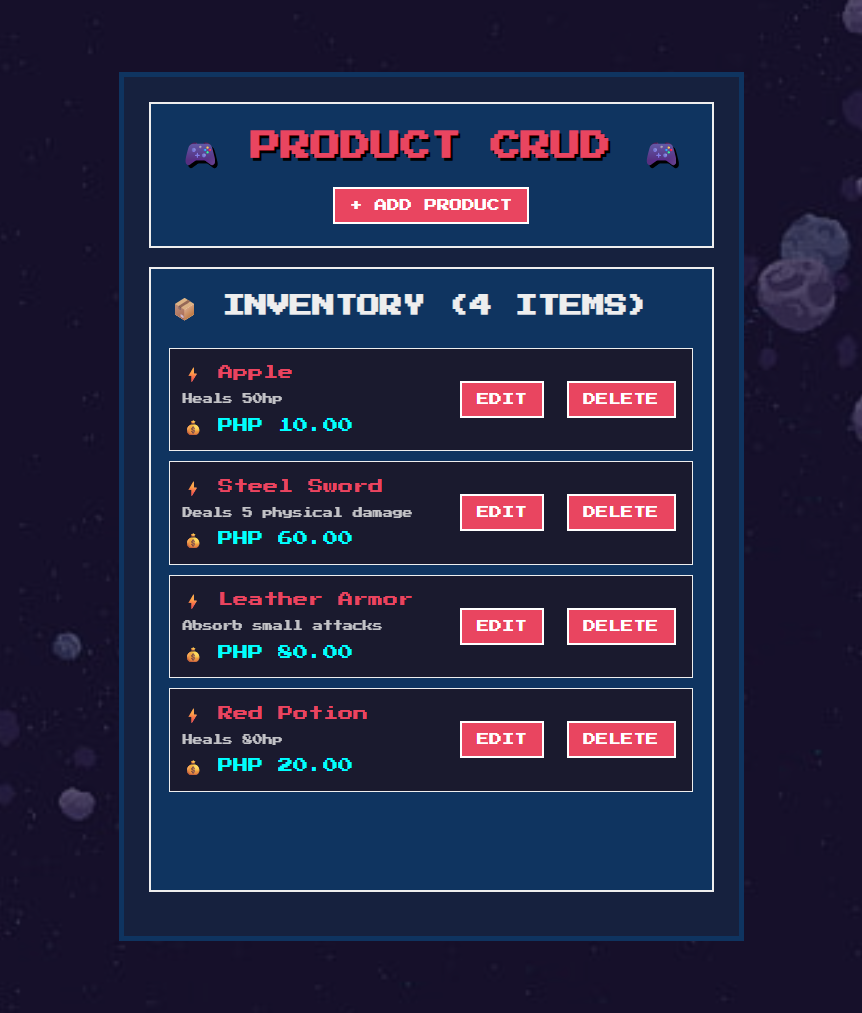 PRODUCT CRUD
+ ADD PRODUCT
INVENTORY (4 ITEMS)
Apple
Heals 50hp
PHP 10.00
EDIT
DELETE
Steel Sword
Deals 5 physical damage
PHP 60.00
EDIT
DELETE
Leather Armor
Absorb small attacks
PHP 80.00
EDIT
DELETE
Red Potion
Heals 80hp
PHP 20.00
EDIT
DELETE